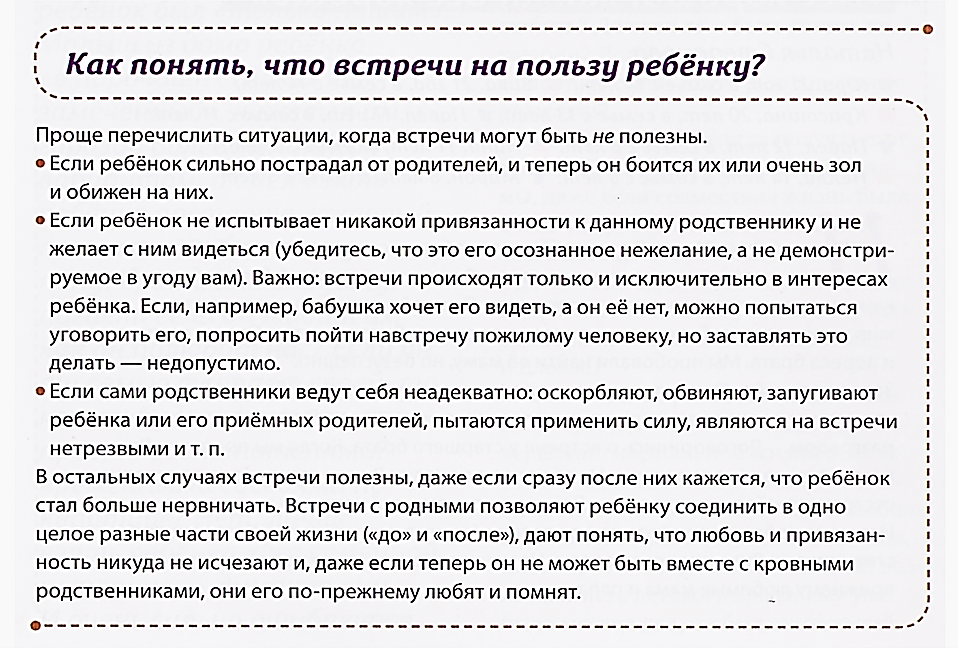 Как понять, что встречи на пользу ребёнку?
Проще перечислить ситуации, когда встречи могут быть не полезны.
• Если ребёнок сильно пострадал от родителей, и теперь он боится их или очень зол
и обижен на них.
• Если ребёнок не испытывает никакой привязанности к данному родственнику и не
желает с ним видеться (убедитесь, что это его осознанное нежелание, а не демонстри-
руемое в угоду вам). Важно: встречи происходят только и исключительно в интересах
ребёнка. Если, например, бабушка хочет его видеть, а он её нет, можно попытаться
уговорить его, попросить пойти навстречу пожилому человеку, но заставлять это
делать — недопустимо.
• Если сами родственники ведут себя неадекватно: оскорбляют, обвиняют, запугивают
ребёнка или его приёмных родителей, пытаются применить силу, являются на встречи
нетрезвыми и т. п.
В остальных случаях встречи полезны, даже если сразу после них кажется, что ребёнок
стал больше нервничать. Встречи с родными позволяют ребёнку соединить в одно
целое разные части своей жизни («до» и «после»), дают понять, что любовь и привязан-
ность никуда не исчезают и, даже если теперь он не может быть вместе с кровными
родственниками, они его по-прежнему любят и помнят.